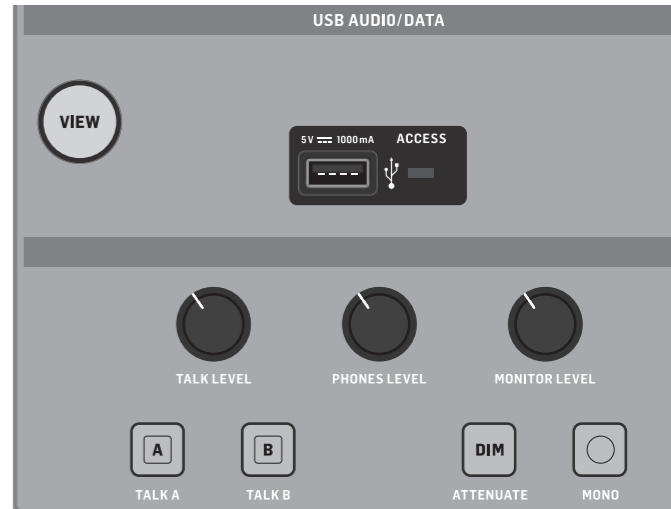 USB AUDIO/DATA
VIEW
5V 1000mA ACCESS
TALK LEVEL PHONES LEVEL MONITOR LEVEL
A B DIM
TALK A TALK B ATTENUATE MONO